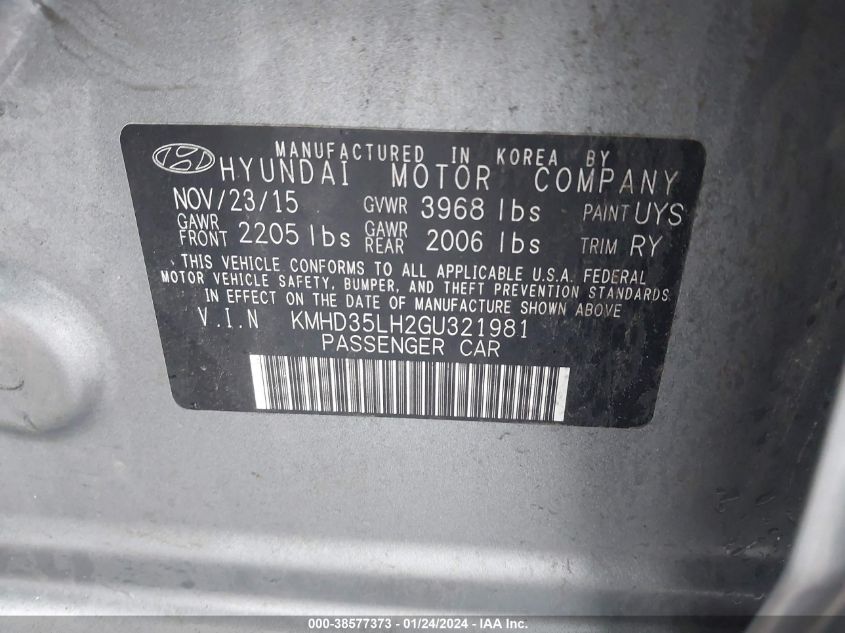 MANUFACTURED IN KOREA BY
HYUNDAI MOTOR COMPANY
NOV/23/15 GVWR 3968 lbs PAINT UYS
GAWR FRONT 2205 lbs GAWR REAR 2006 lbs TRIM RY
THIS VEHICLE CONFORMS TO ALL APPLICABLE U.S.A. FEDERAL
MOTOR VEHICLE SAFETY, BUMPER, AND THEFT PREVENTION STANDARDS
IN EFFECT ON THE DATE OF MANUFACTURE SHOWN ABOVE
V.I.N KMHD35LH2GU321981
PASSENGER CAR
000-38577373 - 01/24/2024 - IAA Inc.